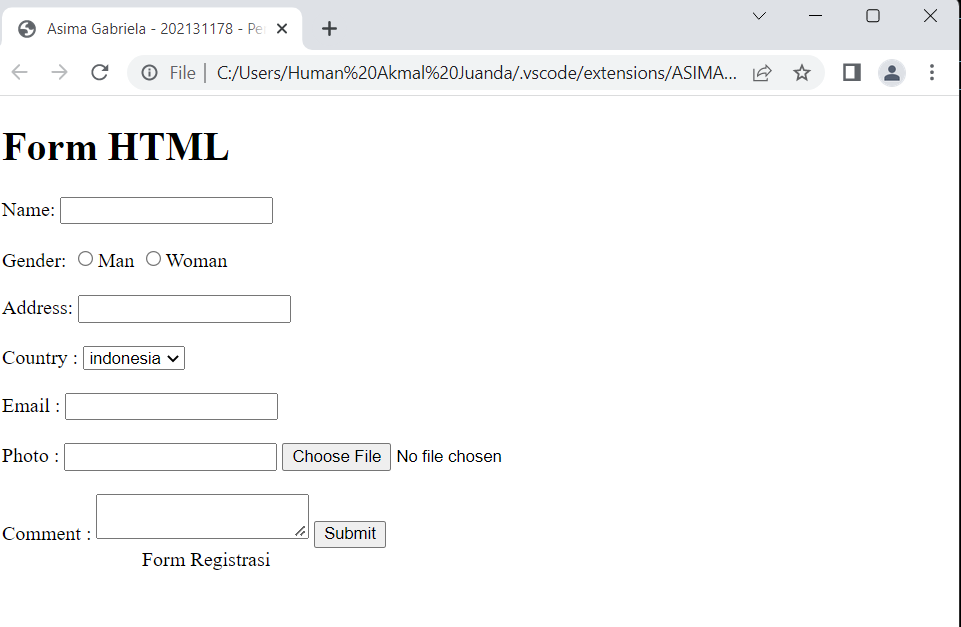 Asima Gabriela - 202131178 - Pe
File | C:/Users/Human%20Akmal%20Juanda/.vscode/extensions/ASIMA...
Form HTML
Name:
Gender: Man Woman
Address:
Country : indonesia
Email :
Photo : Choose File No file chosen
Comment : Submit
Form Registrasi